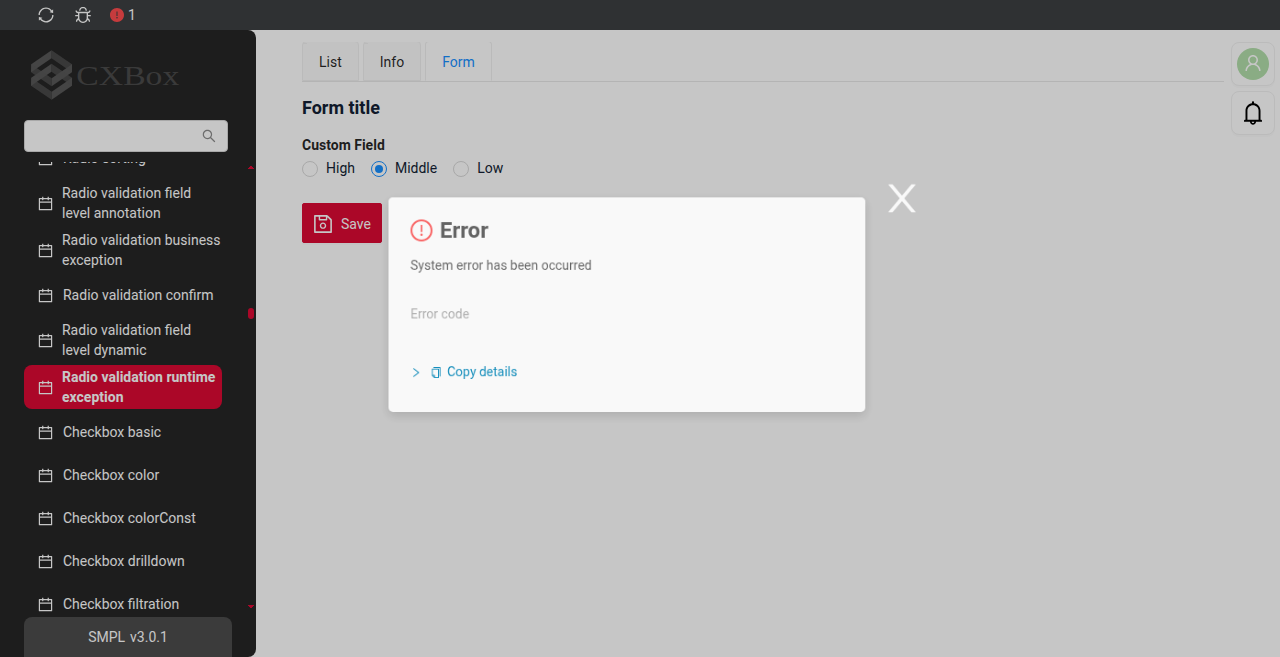 1
CXBox
List Info Form
Form title
Custom Field
High Middle Low
Save
Error
System error has been occurred
Error code
Copy details
Radio sorting
Radio validation field
level annotation
Radio validation business
exception
Radio validation confirm
Radio validation field
level dynamic
Radio validation runtime
exception
Checkbox basic
Checkbox color
Checkbox colorConst
Checkbox drilldown
Checkbox filtration
SMPL v3.0.1